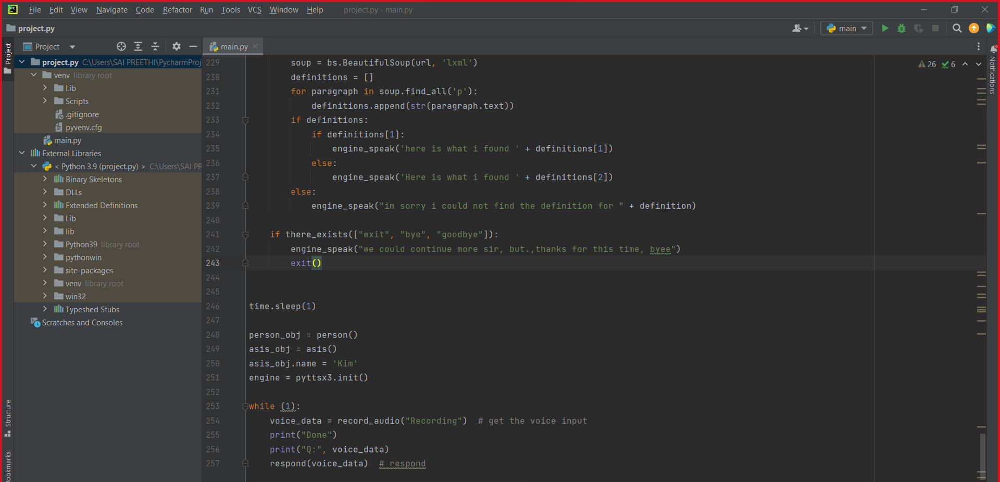 PC File Edit View Navigate Code Refactor Run Tools VCS Window Help project.py - main.py
project.py main
Project main.py
Project
project.py C:\Users\SAI PREETHI\PycharmProj
venv library root
Lib
Scripts
.gitignore
pyvenv.cfg
main.py
External Libraries
< Python 3.9 (project.py) > C:\Users\SAI PR
Binary Skeletons
DLLs
Extended Definitions
Lib
lib
Python39 library root
pythonwin
site-packages
venv library root
win32
Typeshed Stubs
Scratches and Consoles
Structure
Bookmarks
26 6
Notifications
229 soup = bs.BeautifulSoup(url, 'lxml')
230 definitions = []
231 for paragraph in soup.find_all('p'):
232 definitions.append(str(paragraph.text))
233 if definitions:
234 if definitions[1]:
235 engine_speak('here is what i found ' + definitions[1])
236 else:
237 engine_speak('Here is what i found ' + definitions[2])
238 else:
239 engine_speak("im sorry i could not find the definition for " + definition)
240
241 if there_exists(["exit", "bye", "goodbye"]):
242 engine_speak("we could continue more sir, but.,thanks for this time, byee")
243 exit()
244
245
246 time.sleep(1)
247
248 person_obj = person()
249 asis_obj = asis()
250 asis_obj.name = 'Kim'
251 engine = pyttsx3.init()
252
253 while (1):
254 voice_data = record_audio("Recording") # get the voice input
255 print("Done")
256 print("Q:", voice_data)
257 respond(voice_data) # respond